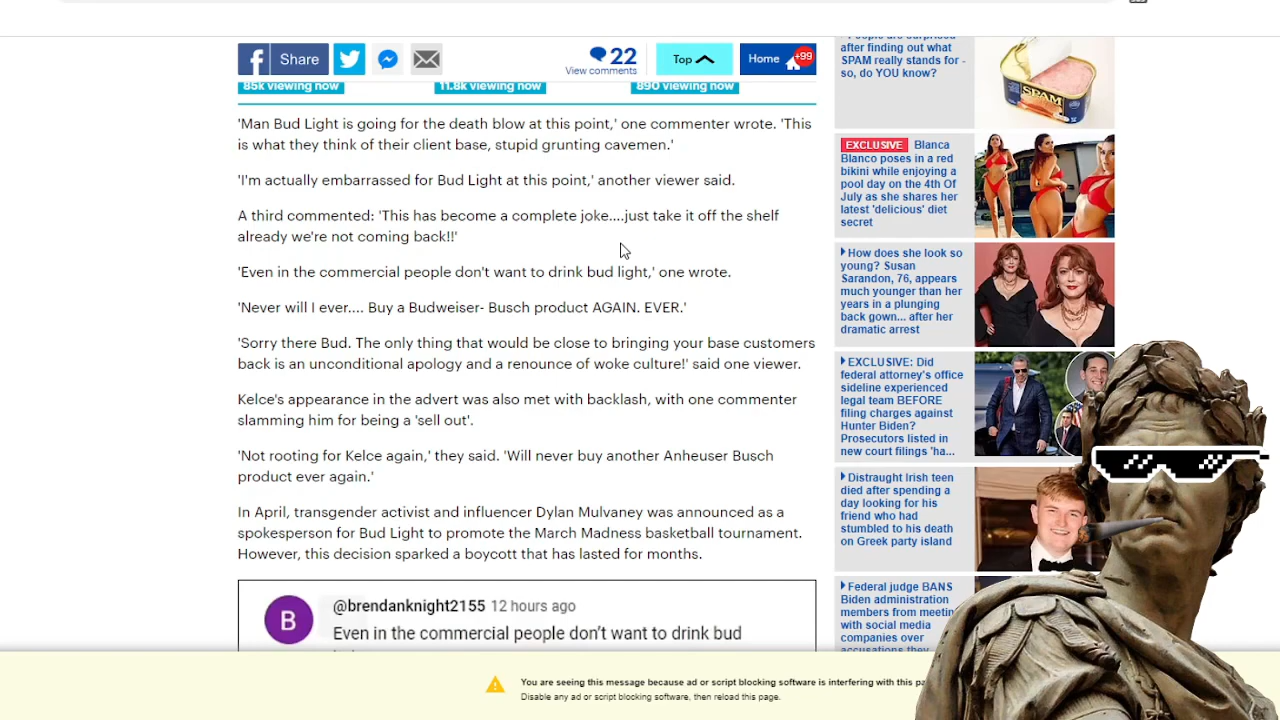 Share
22
View comments
Top
Home
+99
85k viewing now
11.8k viewing now
890 viewing now
'Man Bud Light is going for the death blow at this point,' one commenter wrote. 'This
is what they think of their client base, stupid grunting cavemen.'
'I'm actually embarrassed for Bud Light at this point,' another viewer said.
A third commented: 'This has become a complete joke....just take it off the shelf
already we're not coming back!!'
'Even in the commercial people don't want to drink bud light,' one wrote.
'Never will I ever.... Buy a Budweiser- Busch product AGAIN. EVER.'
'Sorry there Bud. The only thing that would be close to bringing your base customers
back is an unconditional apology and a renounce of woke culture!' said one viewer.
Kelce's appearance in the advert was also met with backlash, with one commenter
slamming him for being a 'sell out'.
'Not rooting for Kelce again,' they said. 'Will never buy another Anheuser Busch
product ever again.'
In April, transgender activist and influencer Dylan Mulvaney was announced as a
spokesperson for Bud Light to promote the March Madness basketball tournament.
However, this decision sparked a boycott that has lasted for months.
B
@brendanknight2155 12 hours ago
Even in the commercial people don't want to drink bud
People are surprised
after finding out what
SPAM really stands for -
so, do YOU know?
SPAM
EXCLUSIVE Blanca
Blanco poses in a red
bikini while enjoying a
pool day on the 4th Of
July as she shares her
latest 'delicious' diet
secret
How does she look so
young? Susan
Sarandon, 76, appears
much younger than her
years in a plunging
back gown... after her
dramatic arrest
EXCLUSIVE: Did
federal attorney's office
sideline experienced
legal team BEFORE
filing charges against
Hunter Biden?
Prosecutors listed in
new court filings 'ha...
Distraught Irish teen
died after spending a
day looking for his
friend who had
stumbled to his death
on Greek party island
Federal judge BANS
Biden administration
members from meetin
with social media
companies over
accusations they
You are seeing this message because ad or script blocking software is interfering with this pa
Disable any ad or script blocking software, then reload this page.